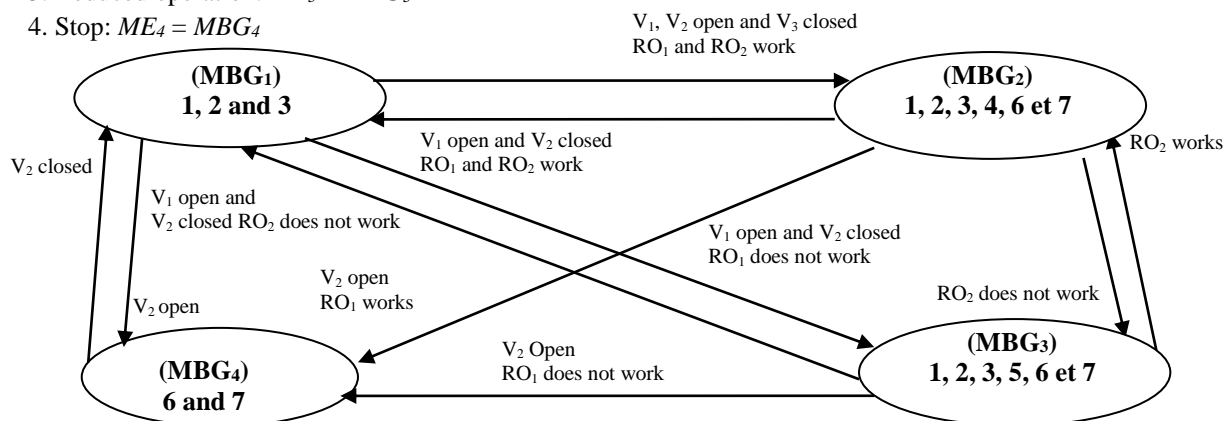 4. Stop: ME4 = MBG4
V1, V2 open and V3 closed
RO1 and RO2 work
(MBG1)
1, 2 and 3
(MBG2)
1, 2, 3, 4, 6 et 7
V1 open and V2 closed
RO1 and RO2 work
V2 closed
RO2 works
V1 open and
V2 closed RO2 does not work
V1 open and V2 closed
RO1 does not work
V2 open
RO1 works
RO2 does not work
V2 open
V2 Open
RO1 does not work
(MBG3)
1, 2, 3, 5, 6 et 7
(MBG4)
6 and 7